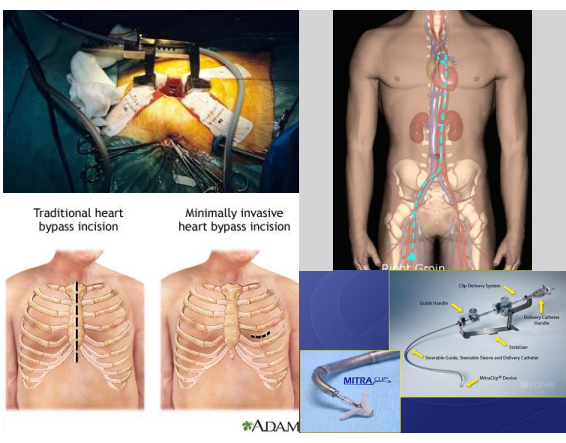 Right Groin
Traditional heart
bypass incision
Minimally invasive
heart bypass incision
ADAM
Clip Delivery System
Guide Handle
Delivery Catheter
Handle
Stabilizer
Steerable Guide, Steerable Sleeve and Delivery Catheter
MitraClip® Device
MITRACLIP